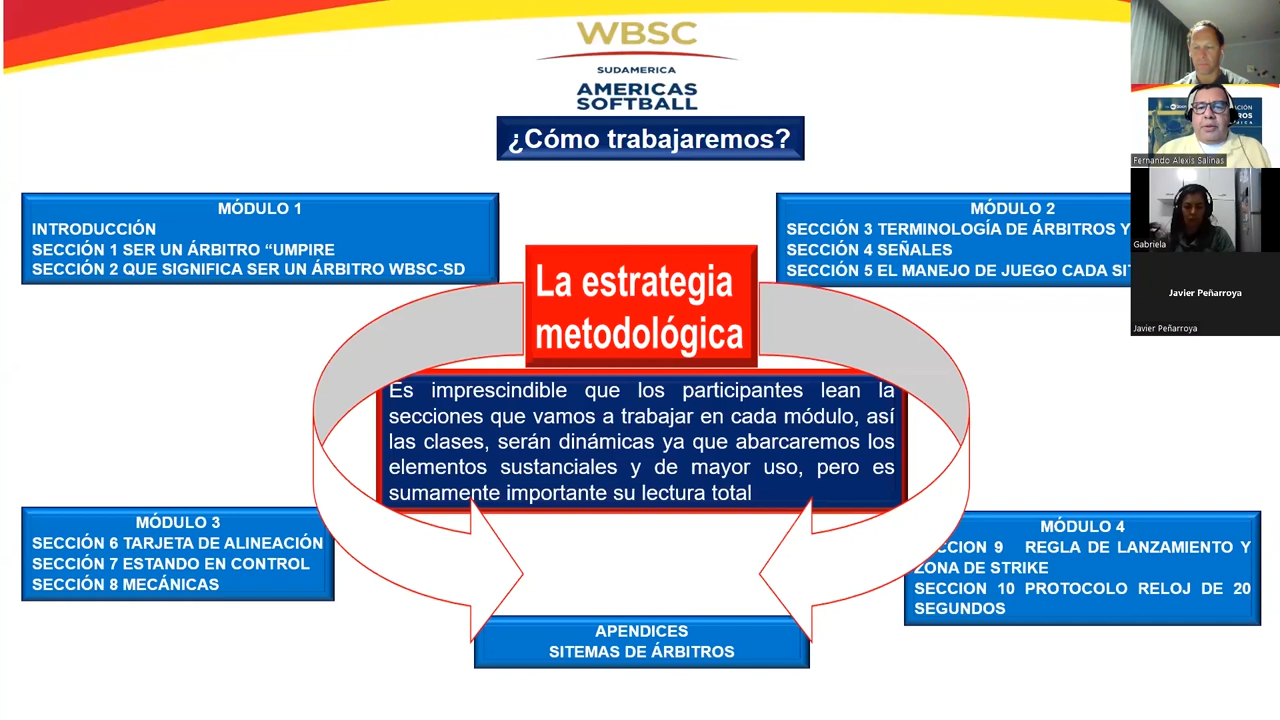 WBSC
SUDAMERICA
AMERICAS
SOFTBALL
¿Cómo trabajaremos?
MÓDULO 1
INTRODUCCIÓN
SECCIÓN 1 SER UN ÁRBITRO “UMPIRE
SECCIÓN 2 QUE SIGNIFICA SER UN ÁRBITRO WBSC-SD
MÓDULO 2
SECCIÓN 3 TERMINOLOGÍA DE ÁRBITROS Y
SECCIÓN 4 SEÑALES
SECCIÓN 5 EL MANEJO DE JUEGO CADA
La estrategia
metodológica
Es imprescindible que los participantes lean la
secciones que vamos a trabajar en cada módulo, así
las clases, serán dinámicas ya que abarcaremos los
elementos sustanciales y de mayor uso, pero es
sumamente importante su lectura total
MÓDULO 3
SECCIÓN 6 TARJETA DE ALINEACIÓN
SECCIÓN 7 ESTANDO EN CONTROL
SECCIÓN 8 MECÁNICAS
MÓDULO 4
CCION 9 REGLA DE LANZAMIENTO Y
ZONA DE STRIKE
SECCION 10 PROTOCOLO RELOJ DE 20
SEGUNDOS
APENDICES
SITEMAS DE ÁRBITROS
Fernando Alexis Salinas
Gabriela
Javier Peñarroya
Javier Peñarroya